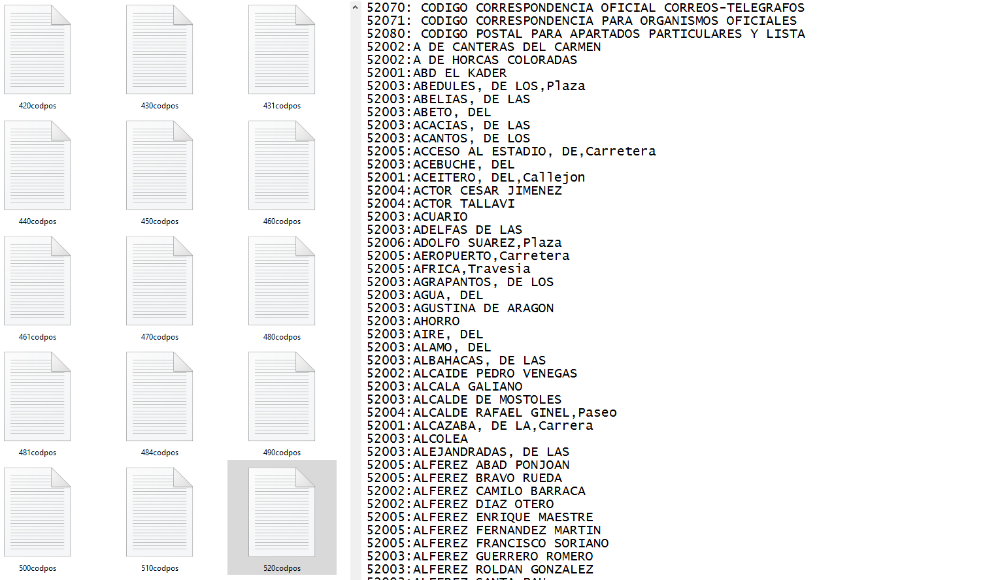 420codpos
430codpos
431codpos
440codpos
450codpos
460codpos
461codpos
470codpos
480codpos
481codpos
484codpos
490codpos
500codpos
510codpos
520codpos
52070: CODIGO CORRESPONDENCIA OFICIAL CORREOS-TELEGRAFOS
52071: CODIGO CORRESPONDENCIA PARA ORGANISMOS OFICIALES
52080: CODIGO POSTAL PARA APARTADOS PARTICULARES Y LISTA
52002:A DE CANTERAS DEL CARMEN
52002:A DE HORCAS COLORADAS
52001:ABD EL KADER
52003:ABEDULES, DE LOS,Plaza
52003:ABELIAS, DE LAS
52003:ABETO, DEL
52003:ACACIAS, DE LAS
52003:ACANTOS, DE LOS
52005:ACCESO AL ESTADIO, DE,Carretera
52003:ACEBUCHE, DEL
52001:ACEITERO, DEL,Callejon
52004:ACTOR CESAR JIMENEZ
52004:ACTOR TALLAVI
52003:ACUARIO
52003:ADELFAS DE LAS
52006:ADOLFO SUAREZ,Plaza
52005:AEROPUERTO,Carretera
52005:AFRICA,Travesia
52003:AGRAPANTOS, DE LOS
52003:AGUA, DEL
52003:AGUSTINA DE ARAGON
52003:AHORRO
52003:AIRE, DEL
52003:ALAMO, DEL
52003:ALBAHACAS, DE LAS
52002:ALCAIDE PEDRO VENEGAS
52003:ALCALA GALIANO
52003:ALCALDE DE MOSTOLES
52004:ALCALDE RAFAEL GINEL,Paseo
52001:ALCAZABA, DE LA,Carrera
52003:ALCOLEA
52003:ALEJANDRADAS, DE LAS
52005:ALFEREZ ABAD PONJOAN
52005:ALFEREZ BRAVO RUEDA
52002:ALFEREZ CAMILO BARRACA
52002:ALFEREZ DIAZ OTERO
52005:ALFEREZ ENRIQUE MAESTRE
52005:ALFEREZ FERNANDEZ MARTIN
52005:ALFEREZ FRANCISCO SORIANO
52003:ALFEREZ GUERRERO ROMERO
52003:ALFEREZ ROLDAN GONZALEZ